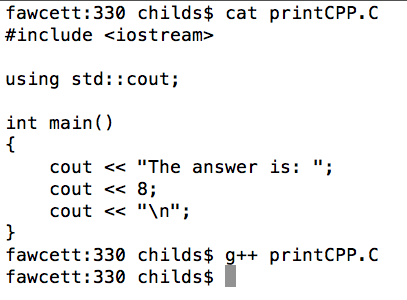 fawcett:330 childs$ cat printCPP.C
#include <iostream>

using std::cout;

int main()
{
    cout << "The answer is: ";
    cout << 8;
    cout << "\n";
}
fawcett:330 childs$ g++ printCPP.C
fawcett:330 childs$